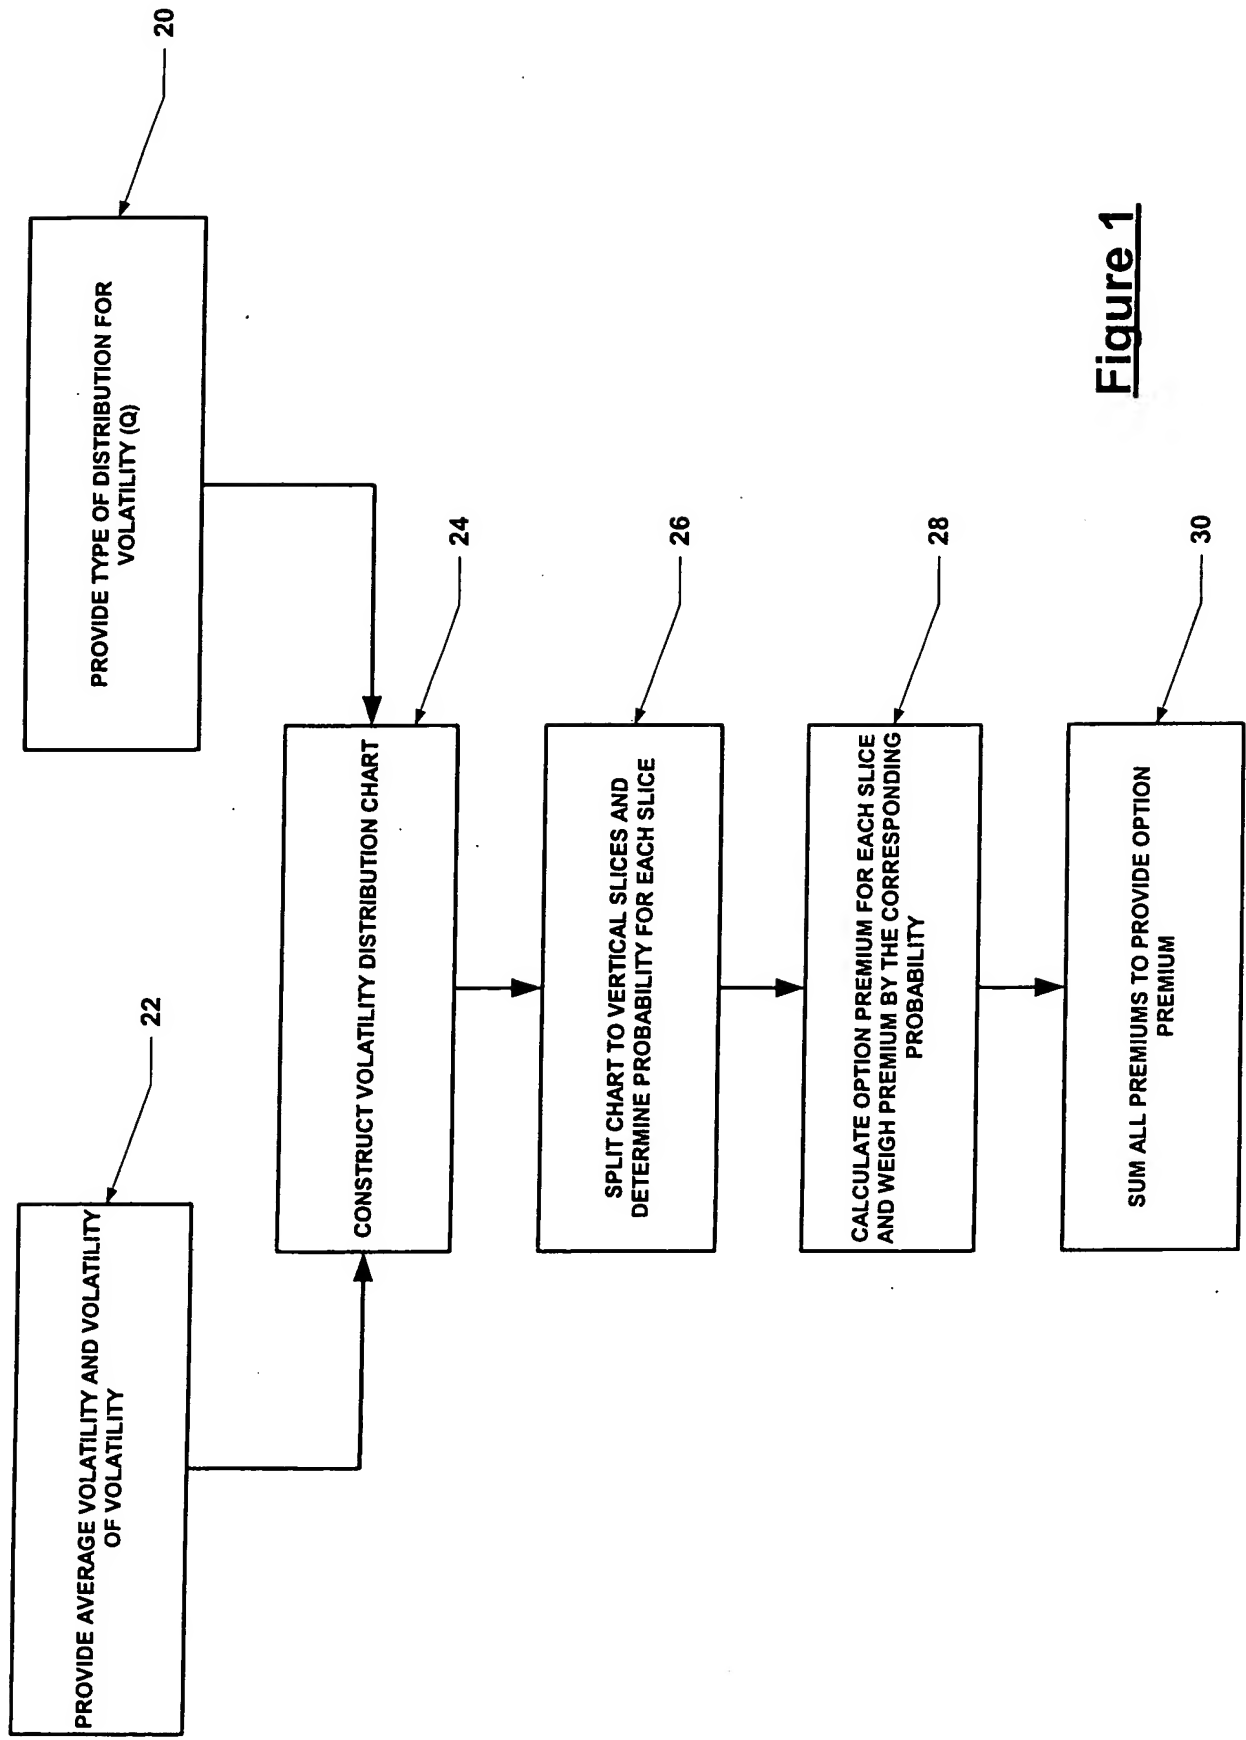 22
PROVIDE AVERAGE VOLATILITY AND VOLATILITY
OF VOLATILITY
20
PROVIDE TYPE OF DISTRIBUTION FOR
VOLATILITY (Q)
24
CONSTRUCT VOLATILITY DISTRIBUTION CHART
26
SPLIT CHART TO VERTICAL SLICES AND
DETERMINE PROBABILITY FOR EACH SLICE
28
CALCULATE OPTION PREMIUM FOR EACH SLICE
AND WEIGH PREMIUM BY THE CORRESPONDING
PROBABILITY
30
SUM ALL PREMIUMS TO PROVIDE OPTION
PREMIUM
Figure 1